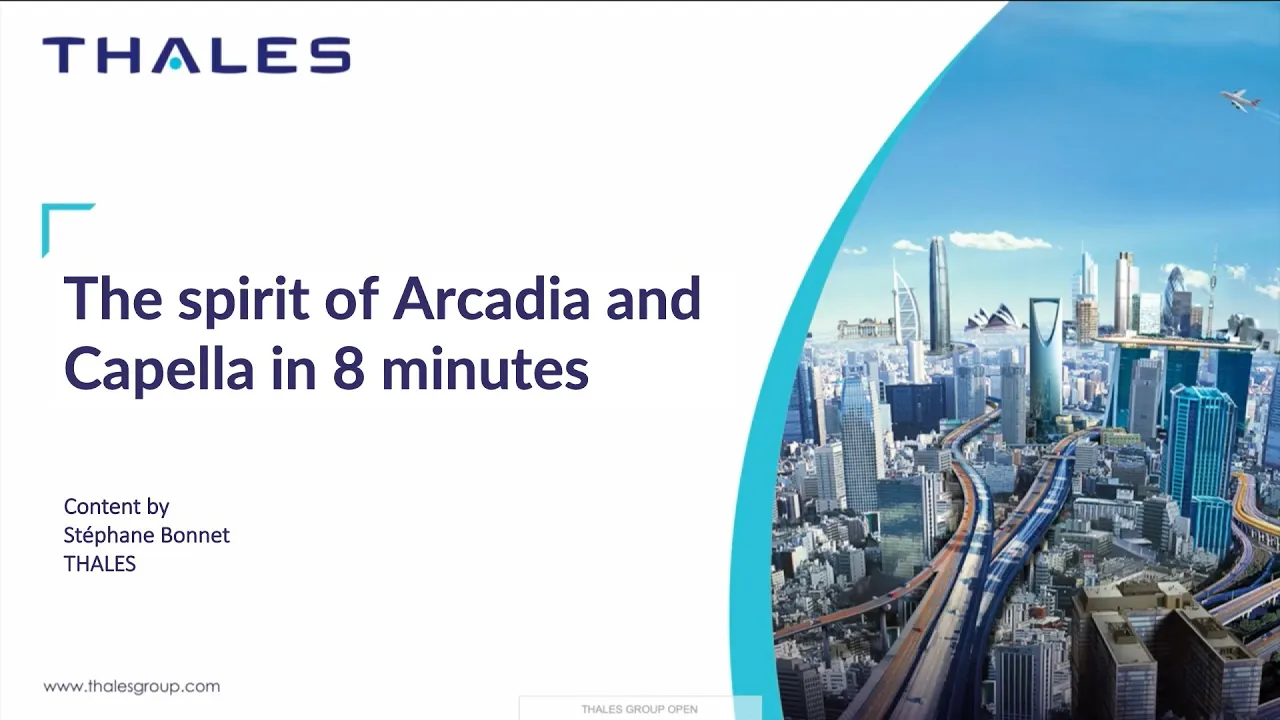 THALES
The spirit of Arcadia and
Capella in 8 minutes
Content by
Stéphane Bonnet
THALES
www.thalesgroup.com
THALES GROUP OPEN